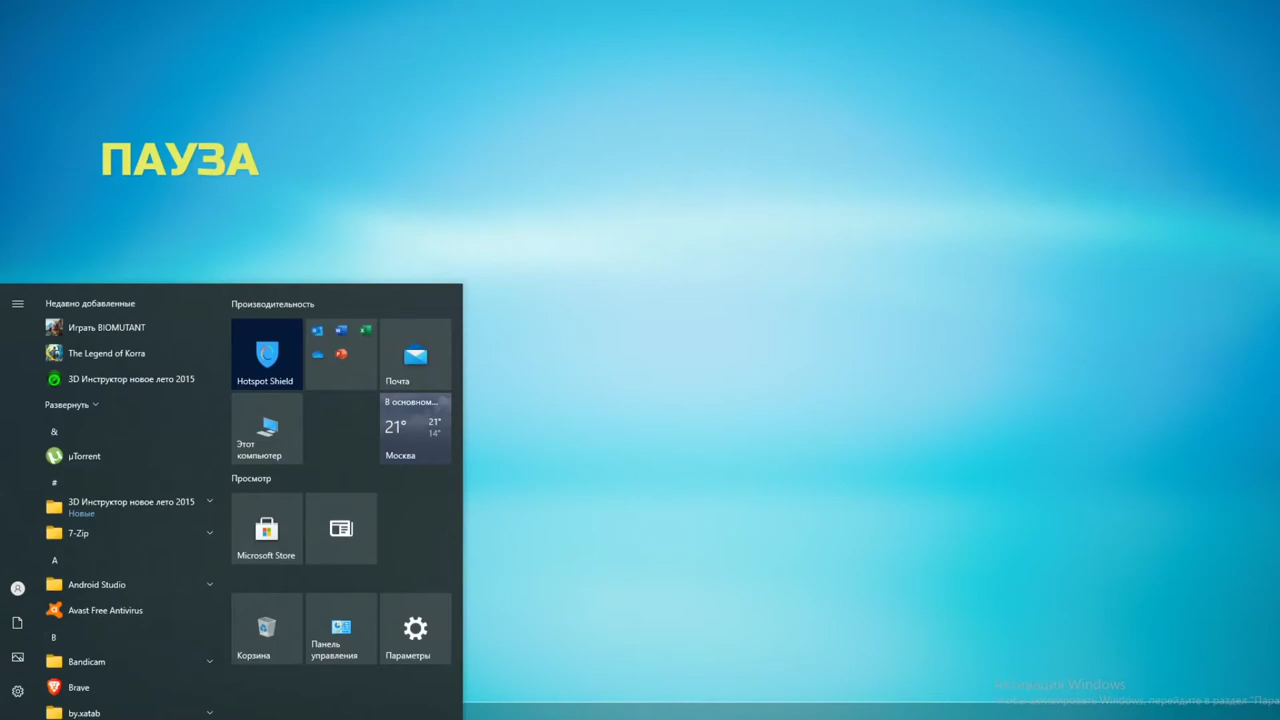 ПАУЗА
Недавно добавленные
Играть BIOMUTANT
The Legend of Korra
3D Инструктор новое лето 2015
Развернуть
&
µTorrent
#
3D Инструктор новое лето 2015
Новые
7-Zip
A
Android Studio
Avast Free Antivirus
B
Bandicam
Brave
by.xatab
Производительность
Hotspot Shield
Почта
Этот
компьютер
В основном...
21° 21°
14°
Москва
Просмотр
Microsoft Store
Корзина
Панель
управления
Параметры
Активация Windows
Чтобы активировать Windows, перейдите в раздел "Пара